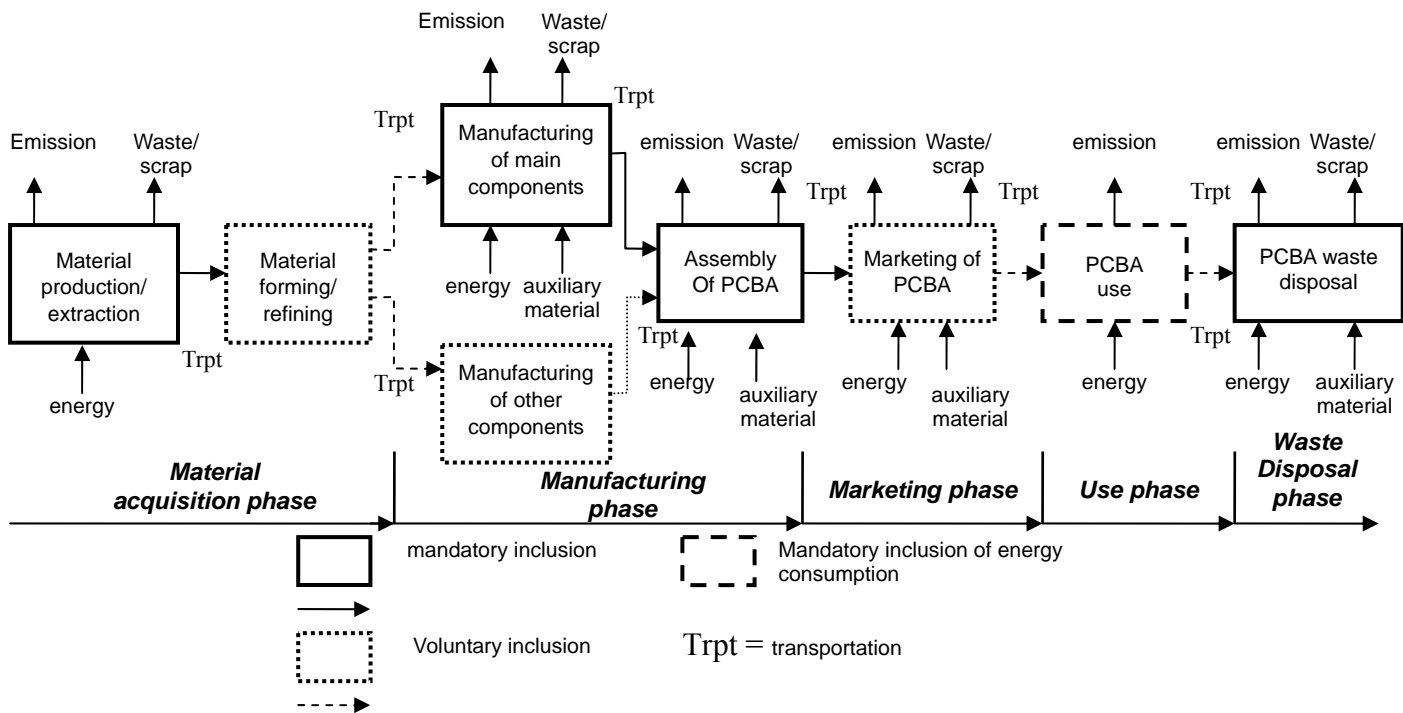 Emission
Waste/
scrap
Trpt
Trpt
Manufacturing
of main
components
energy
auxiliary
material
Emission
Waste/
scrap
Material
production/
extraction
energy
Trpt
Material
forming/
refining
Trpt
Manufacturing
of other
components
emission
Waste/
scrap
Assembly
Of PCBA
Trpt
energy
auxiliary
material
Trpt
emission
Waste/
scrap
Marketing of
PCBA
energy
auxiliary
material
Trpt
emission
PCBA
use
energy
Trpt
emission
Waste/
scrap
PCBA waste
disposal
Trpt
energy
auxiliary
material
Material
acquisition phase
Manufacturing
phase
Marketing phase
Use phase
Waste
Disposal
phase
mandatory inclusion
Mandatory inclusion of energy
consumption
Voluntary inclusion
Trpt = transportation